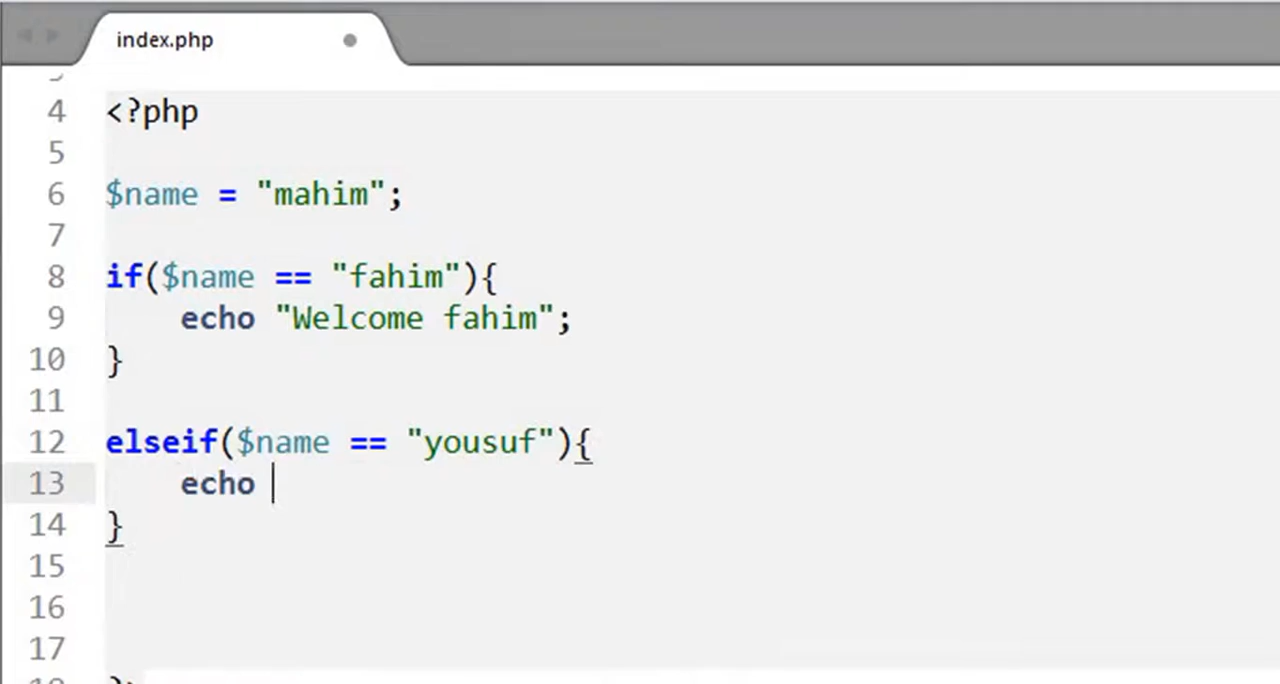 index.php
4 <?php
5
6 $name = "mahim";
7
8 if($name == "fahim"){
9 echo "Welcome fahim";
10 }
11
12 elseif($name == "yousuf"){
13 echo
14 }
15
16
17